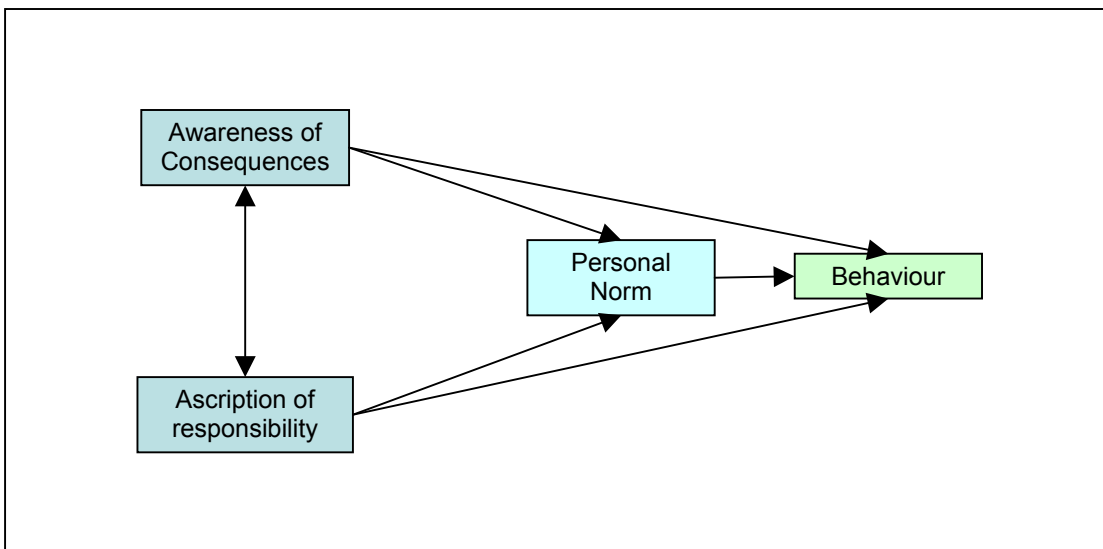 Awareness of
Consequences
Personal
Norm
Behaviour
Ascription of
responsibility